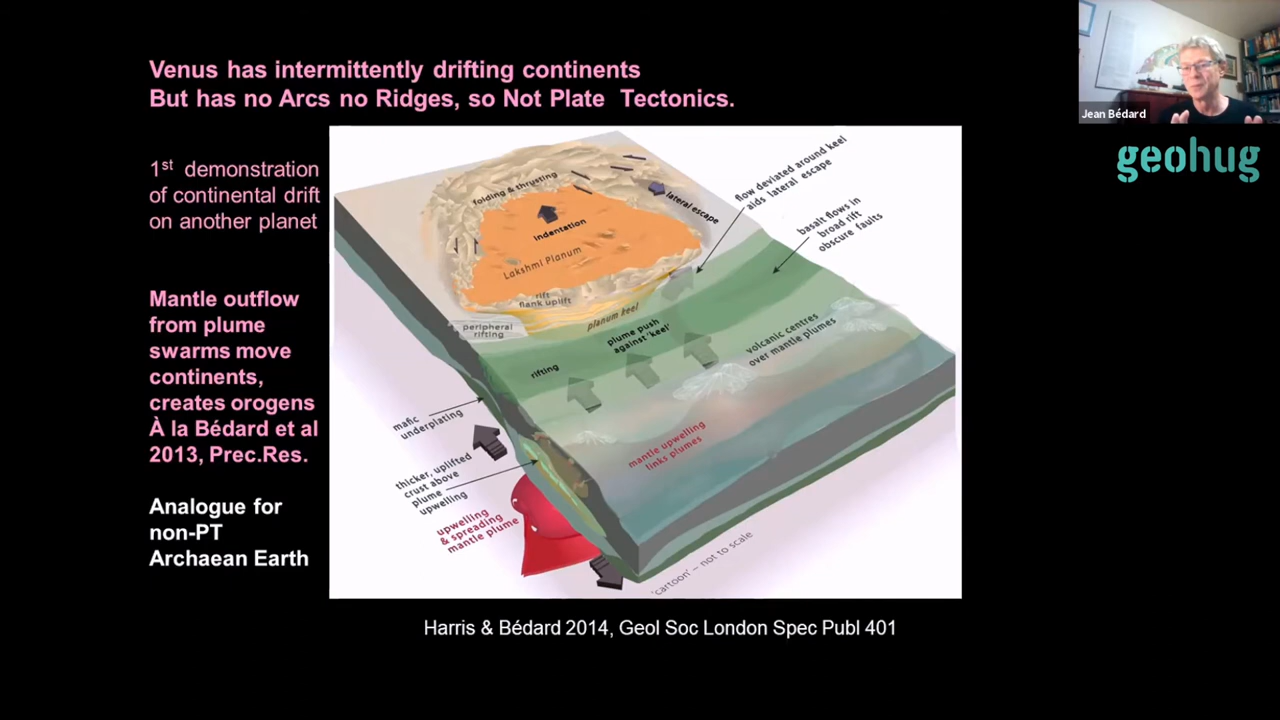 Venus has intermittently drifting continents
But has no Arcs no Ridges, so Not Plate Tectonics.
Jean Bédard
geohug
1st demonstration
of continental drift
on another planet
Mantle outflow
from plume
swarms move
continents,
creates orogens
À la Bédard et al
2013, Prec.Res.
Analogue for
non-PT
Archaean Earth
folding & thrusting
lateral escape
indentation
Lakshmi Planum
rift
flank uplift
planum keel
peripheral
rifting
flow deviated around keel
aids lateral escape
basalt flows in
broad rift
obscure faults
plume push
against 'keel'
rifting
volcanic centres
over mantle plumes
mafic
underplating
mantle upwelling
links plumes
thicker, uplifted
crust above
plume
upwelling
upwelling
& spreading
mantle plume
'cartoon' – not to scale
Harris & Bédard 2014, Geol Soc London Spec Publ 401